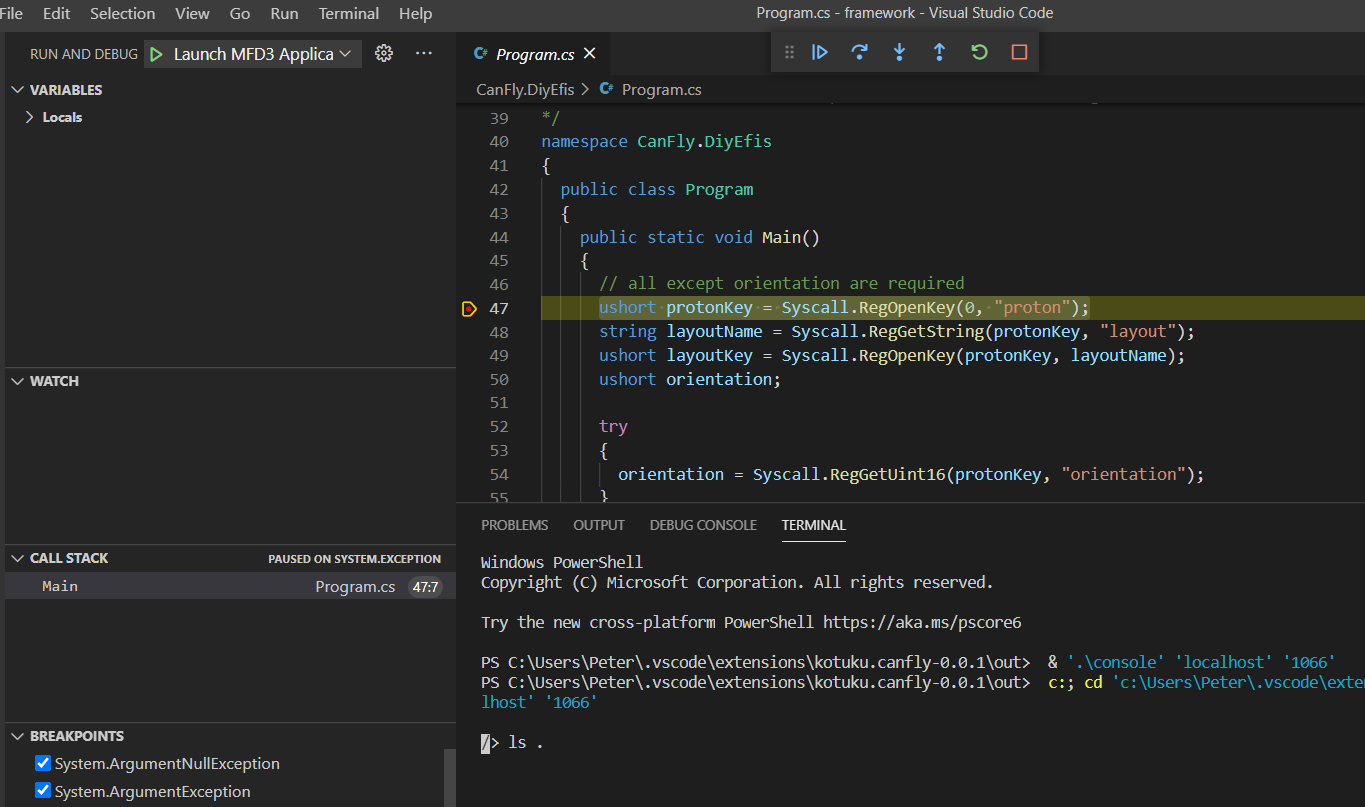 File Edit Selection View Go Run Terminal Help
Program.cs - framework - Visual Studio Code
RUN AND DEBUG Launch MFD3 Applica
VARIABLES
Locals
WATCH
CALL STACK PAUSED ON SYSTEM.EXCEPTION
Main Program.cs 47:7
BREAKPOINTS
System.ArgumentNullException
System.ArgumentException
C# Program.cs
CanFly.DiyEfis > C# Program.cs
39 */
40 namespace CanFly.DiyEfis
41 {
42 public class Program
43 {
44 public static void Main()
45 {
46 // all except orientation are required
47 ushort protonKey = Syscall.RegOpenKey(0, "proton");
48 string layoutName = Syscall.RegGetString(protonKey, "layout");
49 ushort layoutKey = Syscall.RegOpenKey(protonKey, layoutName);
50 ushort orientation;
51
52 try
53 {
54 orientation = Syscall.RegGetUint16(protonKey, "orientation");
55 }
PROBLEMS OUTPUT DEBUG CONSOLE TERMINAL
Windows PowerShell
Copyright (C) Microsoft Corporation. All rights reserved.
Try the new cross-platform PowerShell https://aka.ms/pscore6
PS C:\Users\Peter\.vscode\extensions\kotuku.canfly-0.0.1\out> & '.\console' 'localhost' '1066'
PS C:\Users\Peter\.vscode\extensions\kotuku.canfly-0.0.1\out> c:; cd 'c:\Users\Peter\.vscode\exte
lhost' '1066'
/> ls .